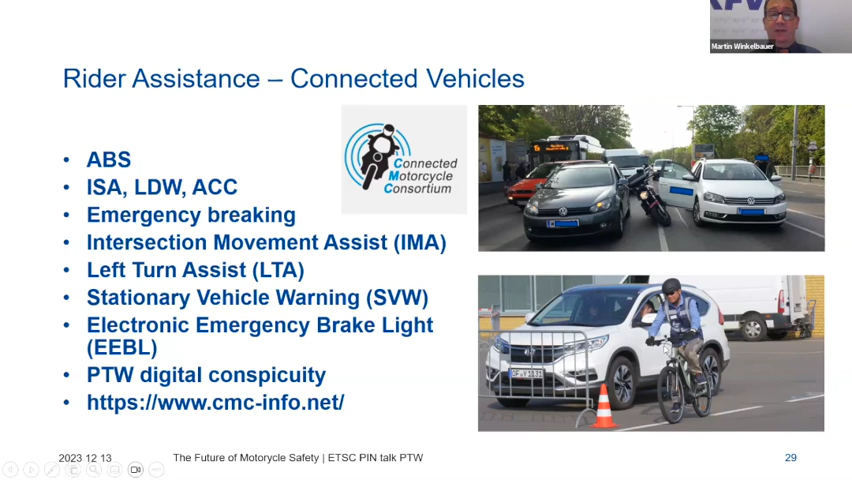 KFV
Martin Winkelbauer
Rider Assistance – Connected Vehicles
• ABS
• ISA, LDW, ACC
• Emergency breaking
• Intersection Movement Assist (IMA)
• Left Turn Assist (LTA)
• Stationary Vehicle Warning (SVW)
• Electronic Emergency Brake Light
(EEBL)
• PTW digital conspicuity
• https://www.cmc-info.net/
Connected
Motorcycle
Consortium
2023 12 13
The Future of Motorcycle Safety | ETSC PIN talk PTW
29